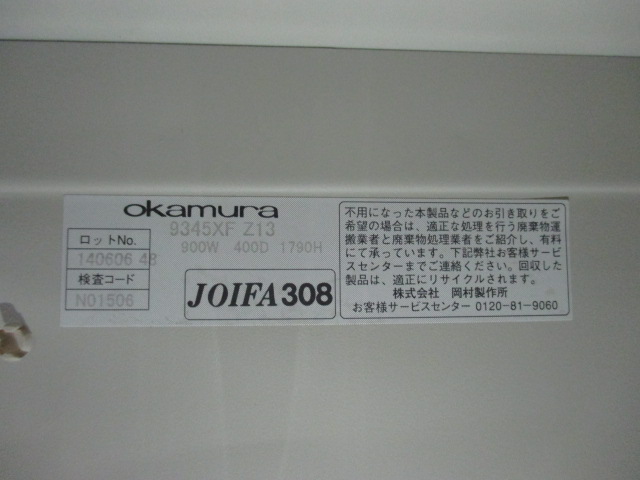 okamura
9345XF Z13
900W 400D 1790H
ロットNo.
140606 48
検査コード
N01506
JOIFA308
不用になった本製品などのお引き取りをご
希望の場合は、適正な処理を行う廃棄物運
搬業者と廃棄物処理業者をご紹介し、有料
にて承っています。下記弊社お客様サービ
スセンターまでご連絡ください。回収した
製品は、適正にリサイクルされます。
株式会社 岡村製作所
お客様サービスセンター 0120-81-9060